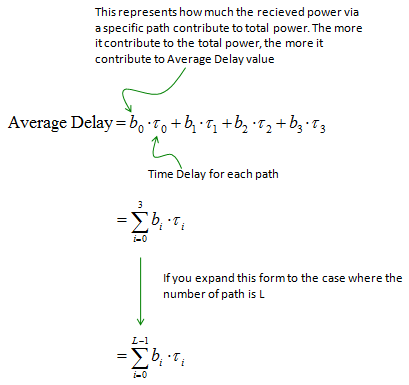 This represents how much the recieved power via
a specific path contribute to total power. The more
it contribute to the total power, the more it
contribute to Average Delay value
Average Delay = b₀·τ₀ + b₁·τ₁ + b₂·τ₂ + b₃·τ₃
Time Delay for each path
3
= ∑ bᵢ·τᵢ
i=0
If you expand this form to the case where the
number of path is L
L−1
= ∑ bᵢ·τᵢ
i=0